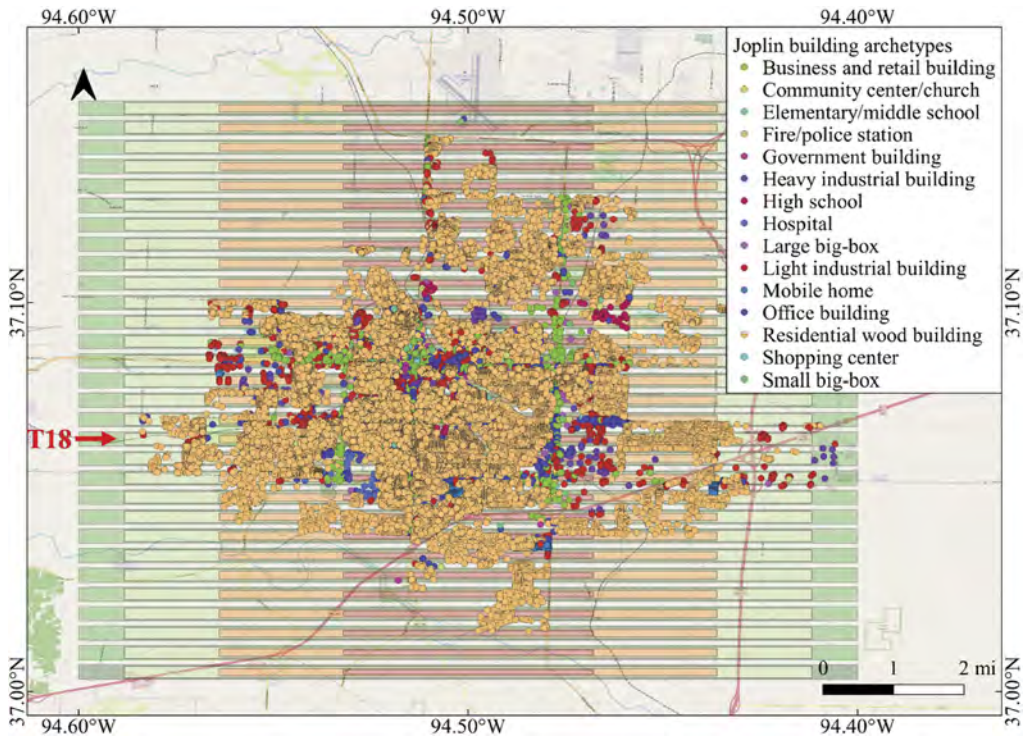 94.60°W 94.50°W 94.40°W
Joplin building archetypes
Business and retail building
Community center/church
Elementary/middle school
Fire/police station
Government building
Heavy industrial building
High school
Hospital
Large big-box
Light industrial building
Mobile home
Office building
Residential wood building
Shopping center
Small big-box
37.10°N 37.10°N
T18
0 1 2 mi
37.00°N 37.00°N
94.60°W 94.50°W 94.40°W